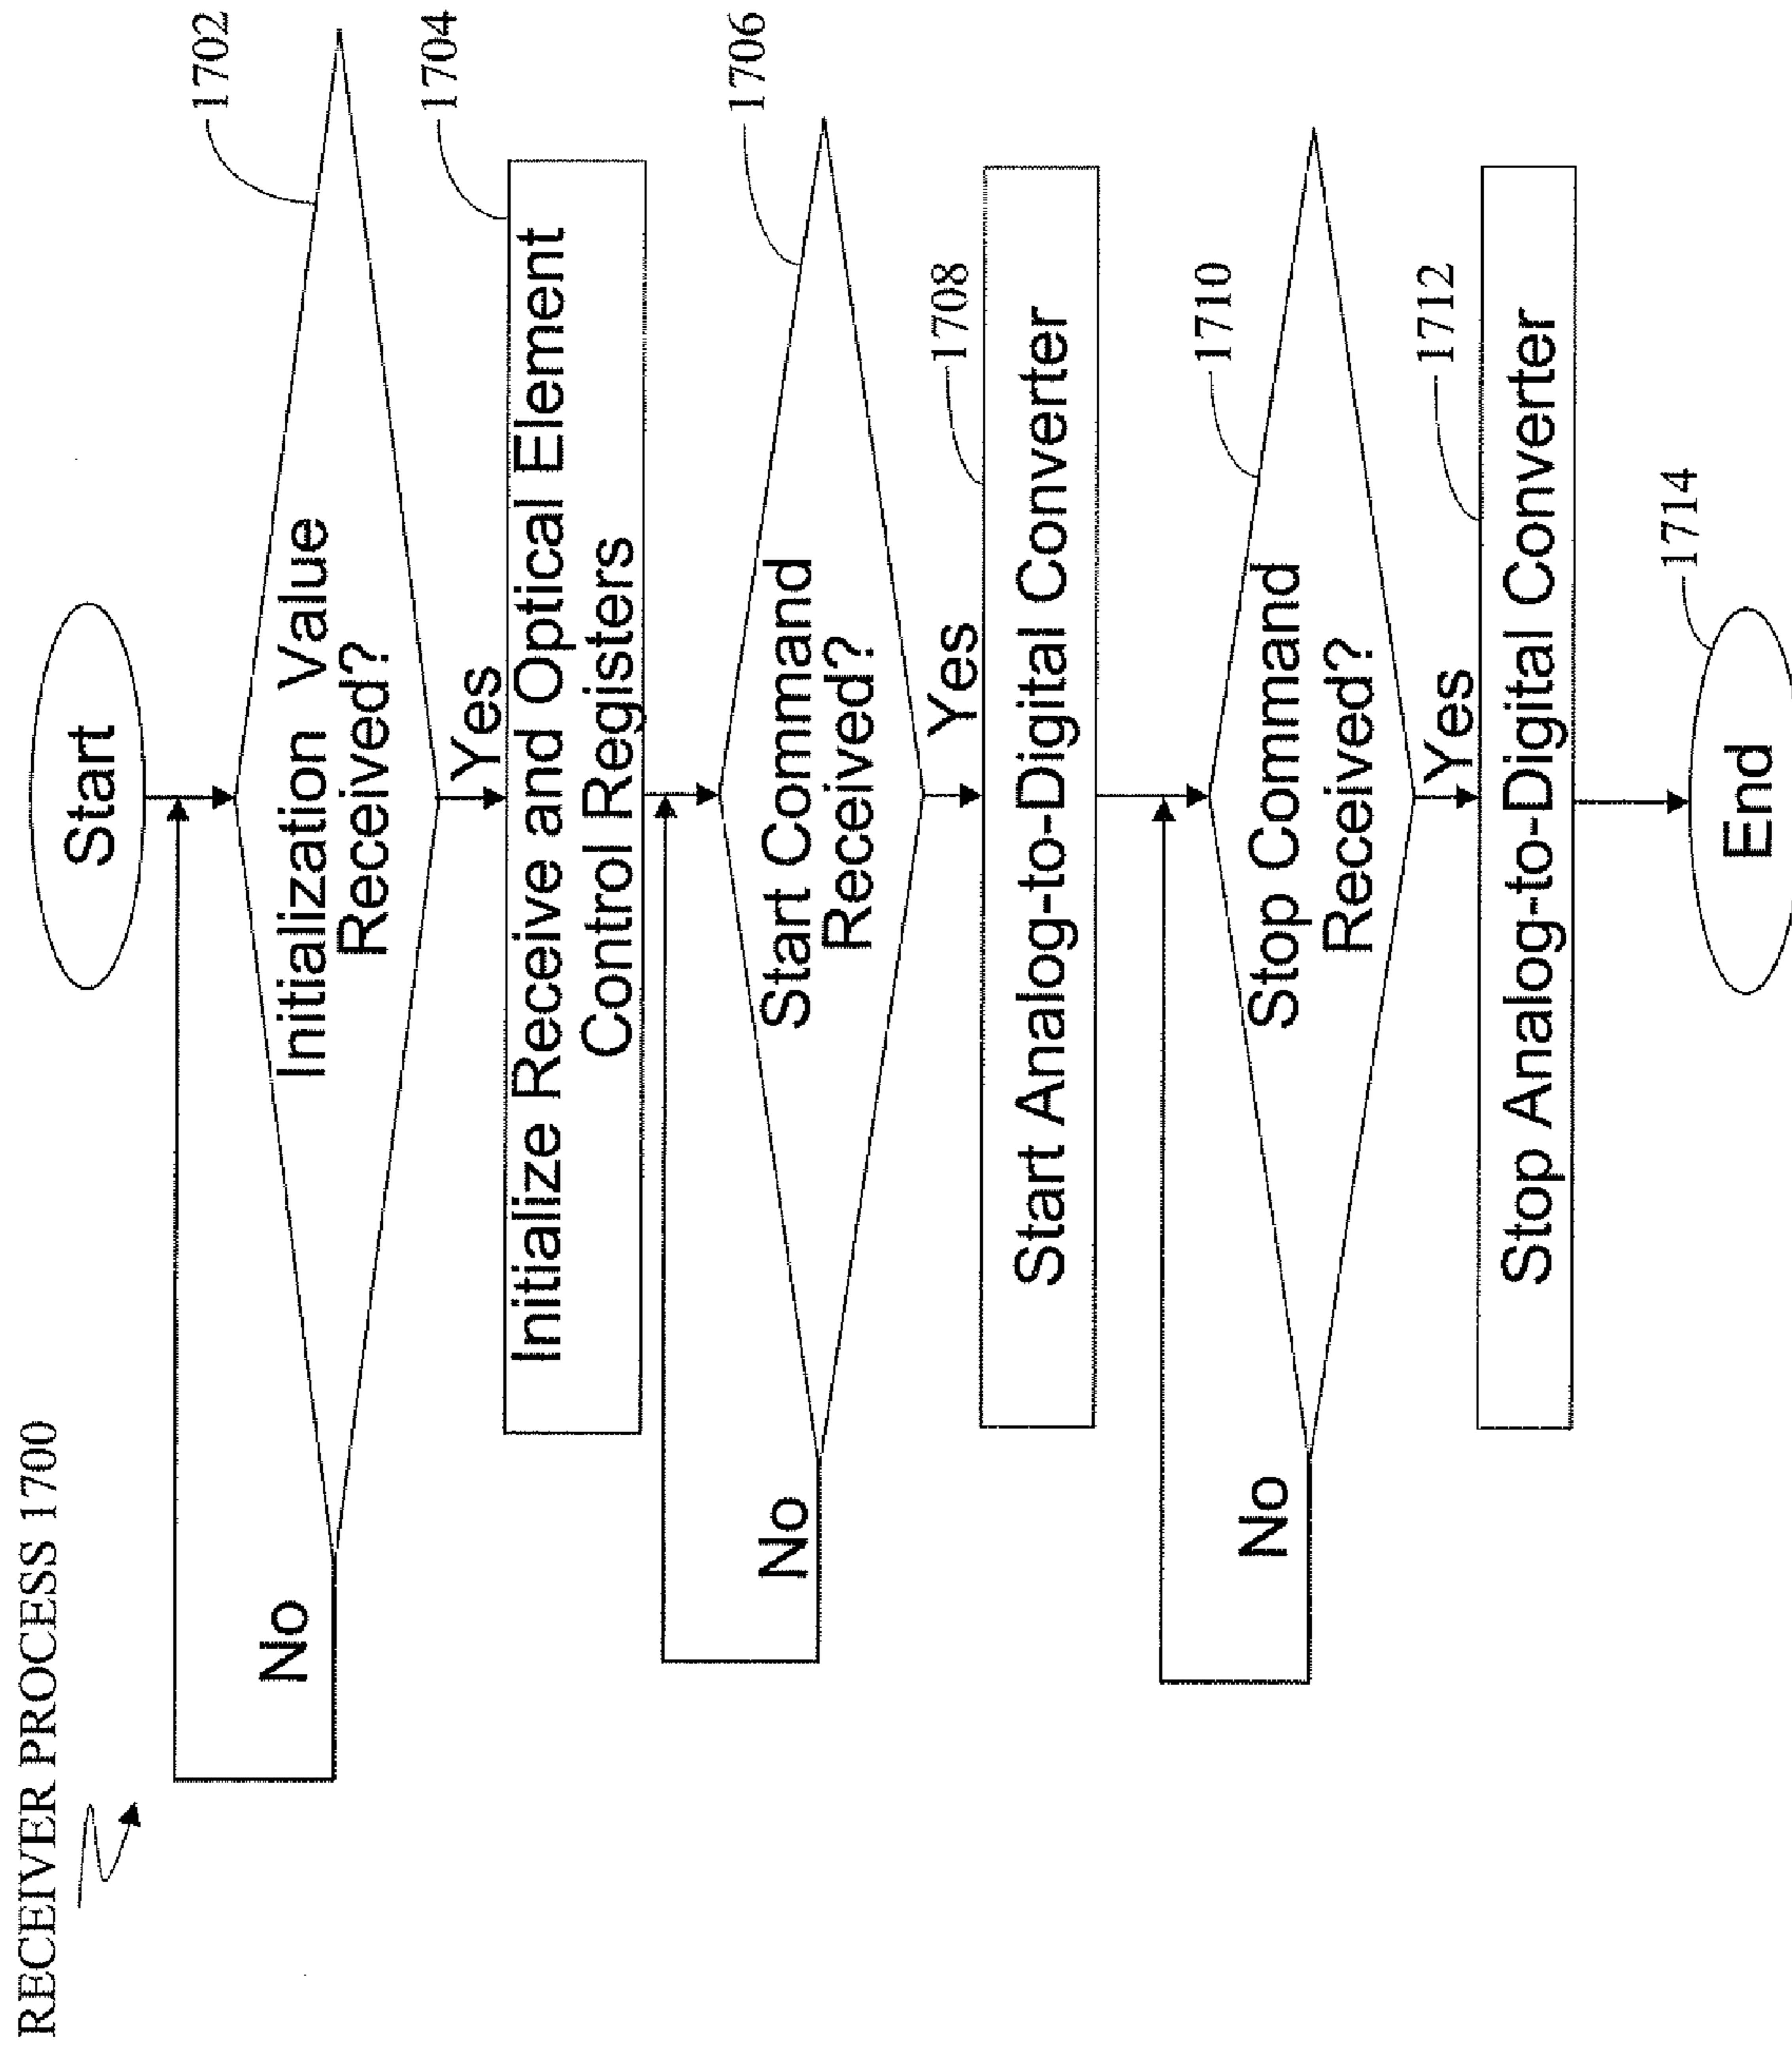 RECEIVER PROCESS 1700
Start
1702
Initialization Value
Received?
No
Yes
1704
Initialize Receive and Optical Element
Control Registers
1706
Start Command
Received?
No
Yes
1708
Start Analog-to-Digital Converter
1710
Stop Command
Received?
No
Yes
1712
Stop Analog-to-Digital Converter
1714
End